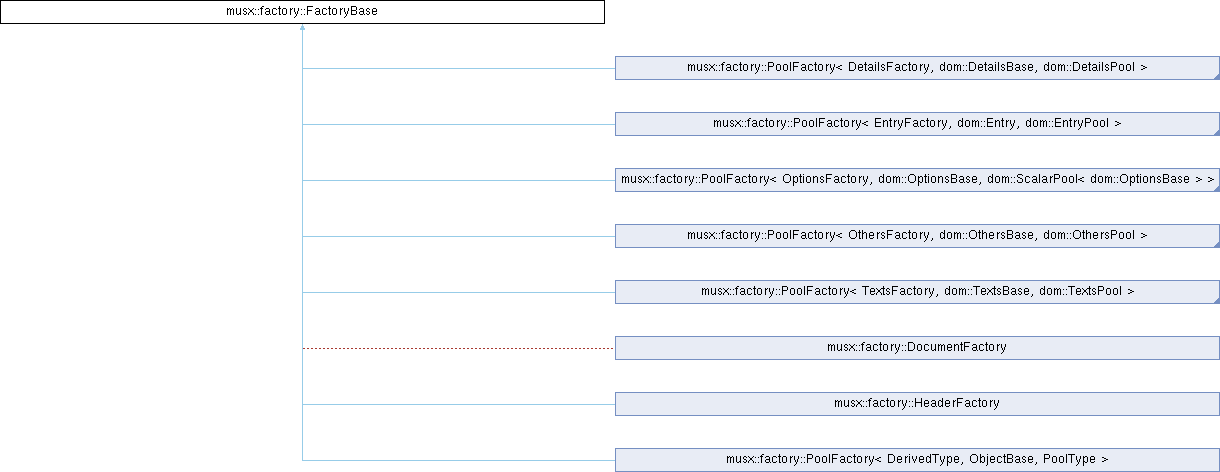 musx::factory::FactoryBase
musx::factory::PoolFactory< DetailsFactory, dom::DetailsBase, dom::DetailsPool >
musx::factory::PoolFactory< EntryFactory, dom::Entry, dom::EntryPool >
musx::factory::PoolFactory< OptionsFactory, dom::OptionsBase, dom::ScalarPool< dom::OptionsBase > >
musx::factory::PoolFactory< OthersFactory, dom::OthersBase, dom::OthersPool >
musx::factory::PoolFactory< TextsFactory, dom::TextsBase, dom::TextsPool >
musx::factory::DocumentFactory
musx::factory::HeaderFactory
musx::factory::PoolFactory< DerivedType, ObjectBase, PoolType >